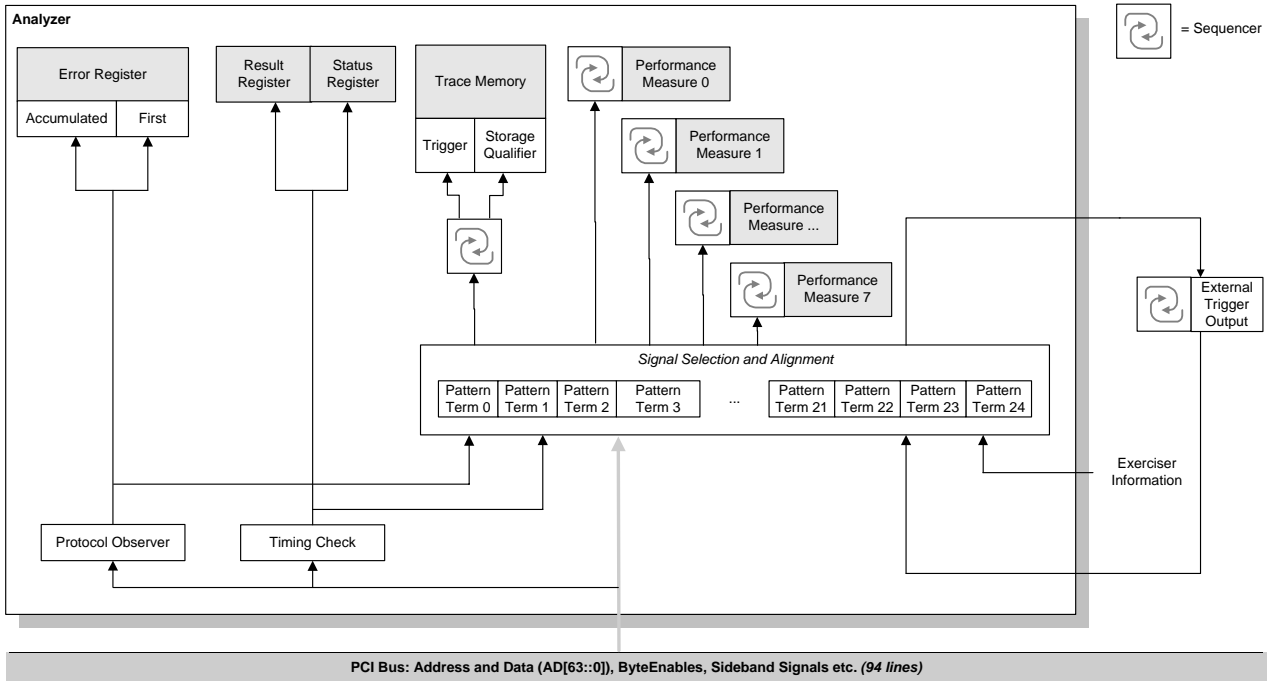 Analyzer
= Sequencer
Error Register
Accumulated
First
Result
Register
Status
Register
Trace Memory
Trigger
Storage
Qualifier
Performance
Measure 0
Performance
Measure 1
Performance
Measure ...
Performance
Measure 7
External
Trigger
Output
Signal Selection and Alignment
Pattern
Term 0
Pattern
Term 1
Pattern
Term 2
Pattern
Term 3
...
Pattern
Term 21
Pattern
Term 22
Pattern
Term 23
Pattern
Term 24
Exerciser
Information
Protocol Observer
Timing Check
PCI Bus: Address and Data (AD[63::0]), ByteEnables, Sideband Signals etc. (94 lines)